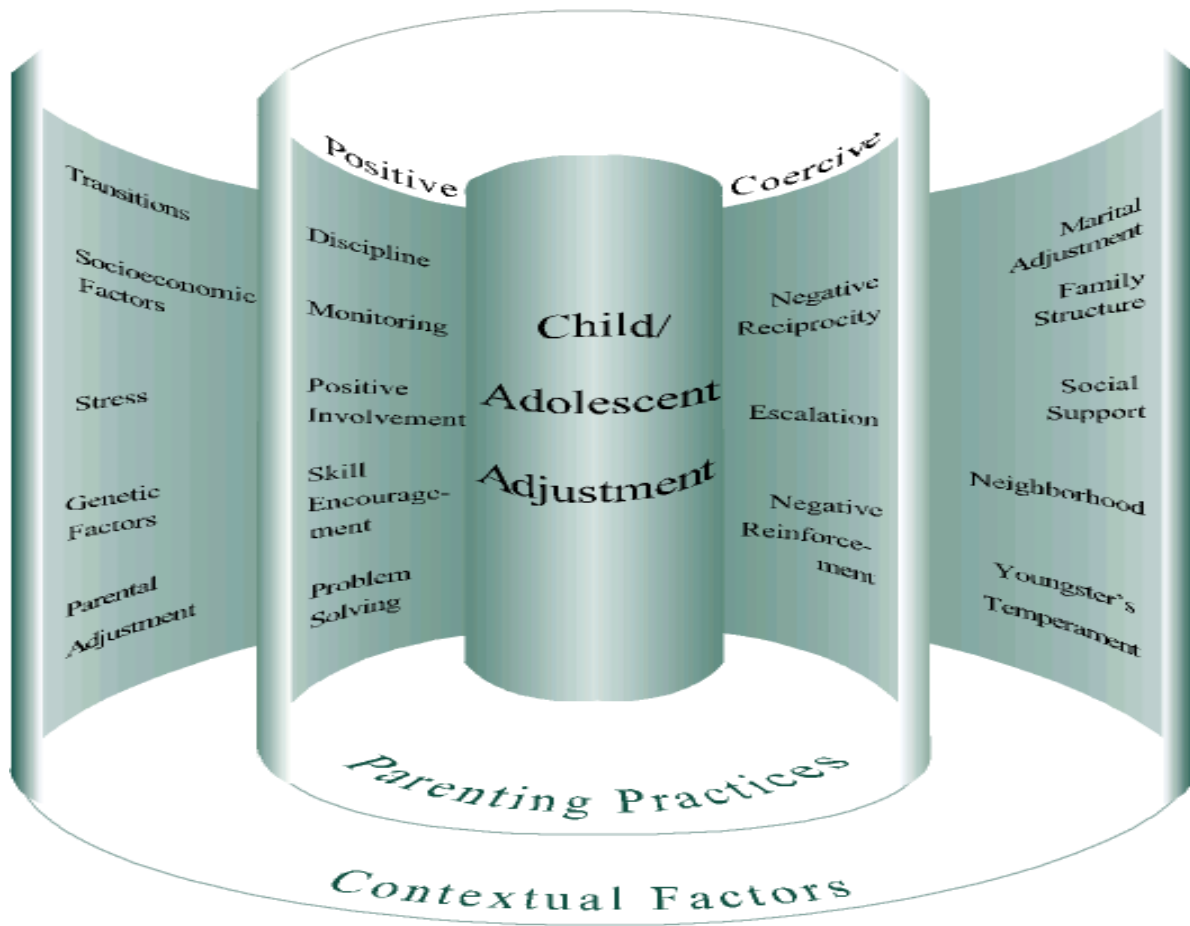 Transitions
Socioeconomic
Factors
Stress
Genetic
Factors
Parental
Adjustment
Positive
Discipline
Monitoring
Positive
Involvement
Skill
Encourage-
ment
Problem
Solving
Child/
Adolescent
Adjustment
Coercive
Negative
Reciprocity
Escalation
Negative
Reinforce-
ment
Marital
Adjustment
Family
Structure
Social
Support
Neighborhood
Youngster's
Temperament
Parenting Practices
Contextual Factors